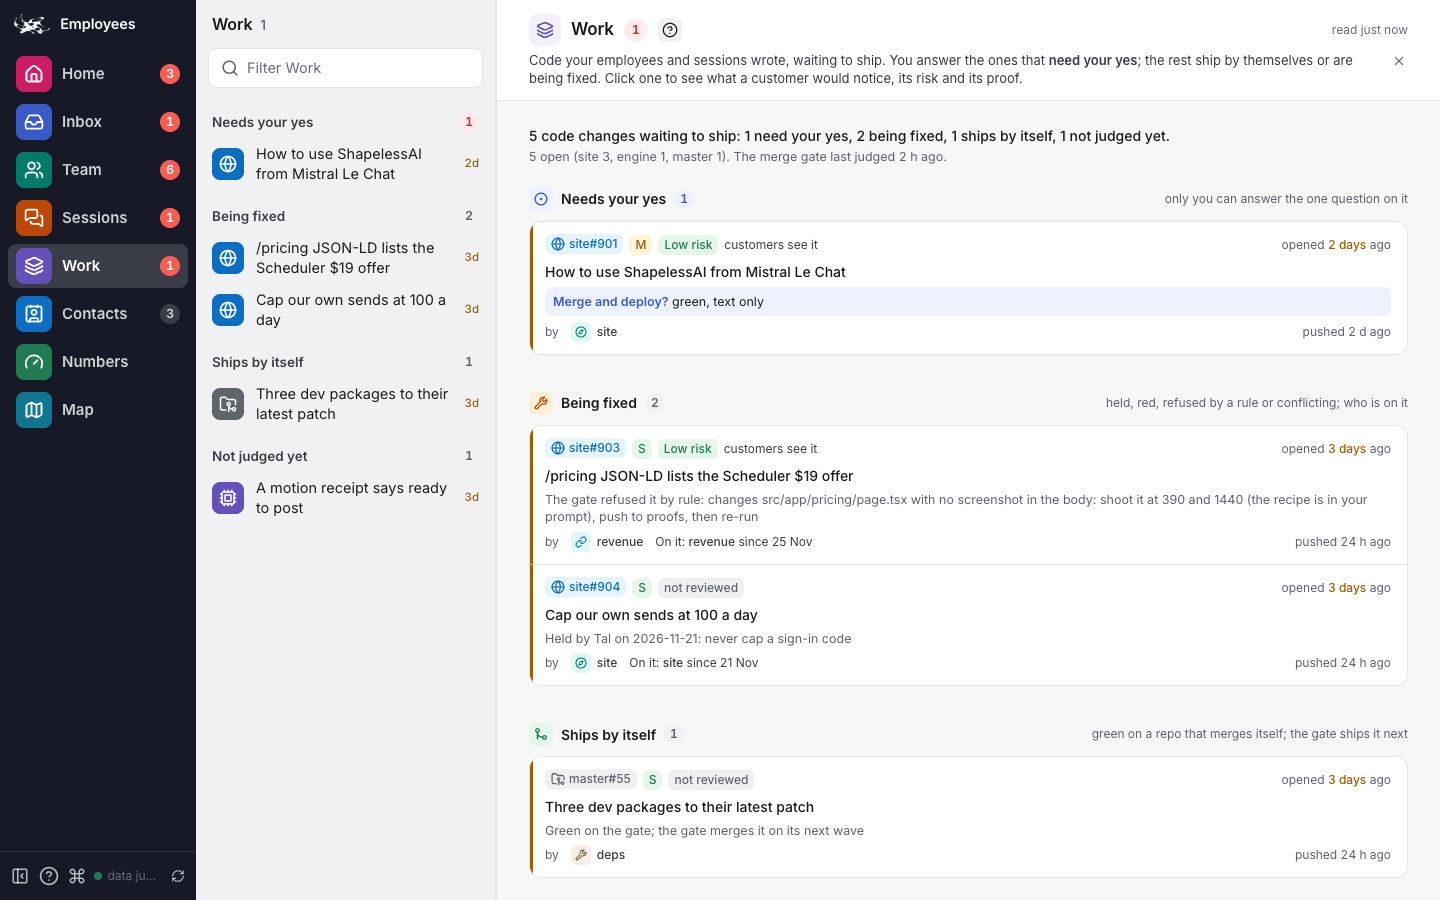 Employees
Home 3
Inbox 1
Team 6
Sessions 1
Work 1
Contacts 3
Numbers
Map
data ju...
Work 1
Filter Work
Needs your yes 1
How to use ShapelessAI
from Mistral Le Chat
2d
Being fixed 2
/pricing JSON-LD lists the
Scheduler $19 offer
3d
Cap our own sends at 100 a
day
3d
Ships by itself 1
Three dev packages to their
latest patch
3d
Not judged yet 1
A motion receipt says ready
to post
3d
Work 1
read just now
Code your employees and sessions wrote, waiting to ship. You answer the ones that need your yes; the rest ship by themselves or are
being fixed. Click one to see what a customer would notice, its risk and its proof.
5 code changes waiting to ship: 1 need your yes, 2 being fixed, 1 ships by itself, 1 not judged yet.
5 open (site 3, engine 1, master 1). The merge gate last judged 2 h ago.
Needs your yes 1 only you can answer the one question on it
site#901 M Low risk customers see it opened 2 days ago
How to use ShapelessAI from Mistral Le Chat
Merge and deploy? green, text only
by site pushed 2 d ago
Being fixed 2 held, red, refused by a rule or conflicting; who is on it
site#903 S Low risk customers see it opened 3 days ago
/pricing JSON-LD lists the Scheduler $19 offer
The gate refused it by rule: changes src/app/pricing/page.tsx with no screenshot in the body: shoot it at 390 and 1440 (the recipe is in your
prompt), push to proofs, then re-run
by revenue On it: revenue since 25 Nov pushed 24 h ago
site#904 S not reviewed opened 3 days ago
Cap our own sends at 100 a day
Held by Tal on 2026-11-21: never cap a sign-in code
by site On it: site since 21 Nov pushed 24 h ago
Ships by itself 1 green on a repo that merges itself; the gate ships it next
master#55 S not reviewed opened 3 days ago
Three dev packages to their latest patch
Green on the gate; the gate merges it on its next wave
by deps pushed 24 h ago